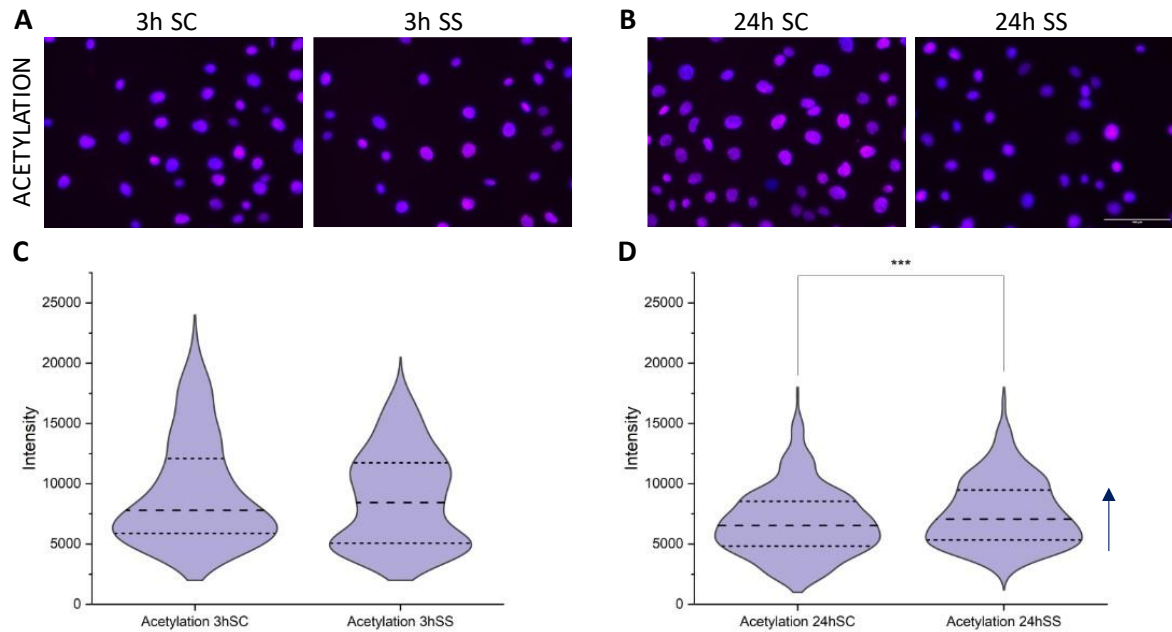 A 3h SC 3h SS B 24h SC 24h SS
ACETYLATION
C D
***
25000
20000
15000
10000
5000
0
Intensity
Acetylation 3hSC Acetylation 3hSS
25000
20000
15000
10000
5000
0
Intensity
Acetylation 24hSC Acetylation 24hSS